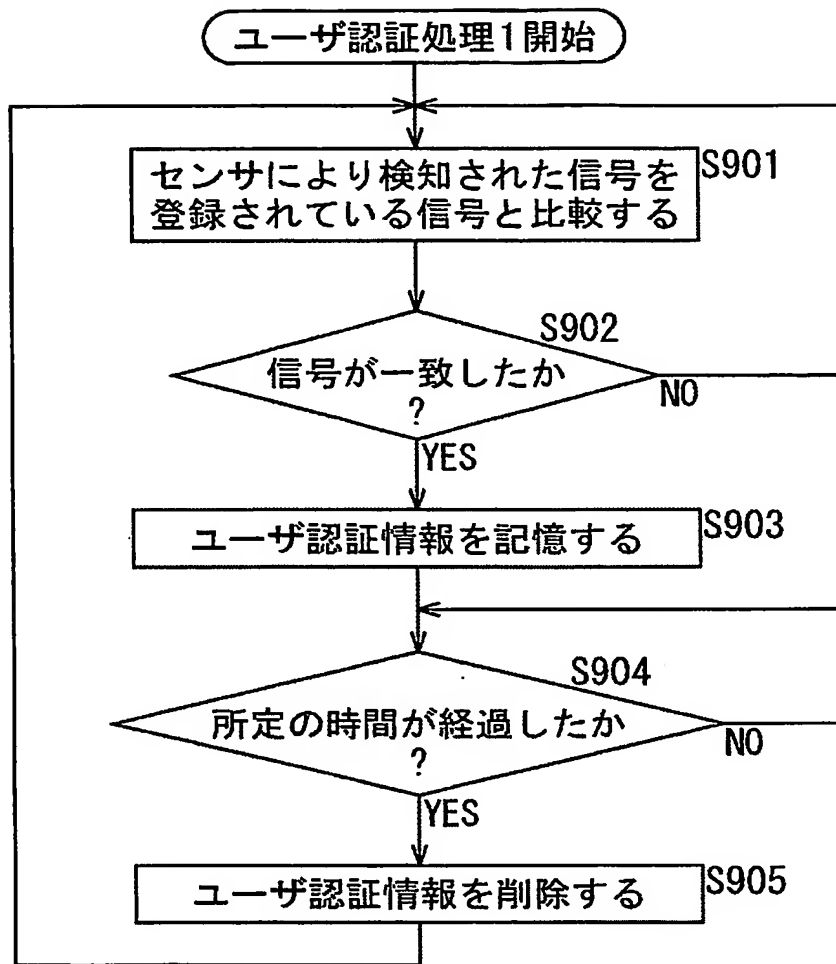 ユーザ認証処理1開始
センサにより検知された信号を
登録されている信号と比較する
S901
信号が一致したか
?
S902
NO
YES
ユーザ認証情報を記憶する
S903
所定の時間が経過したか
?
S904
NO
YES
ユーザ認証情報を削除する
S905